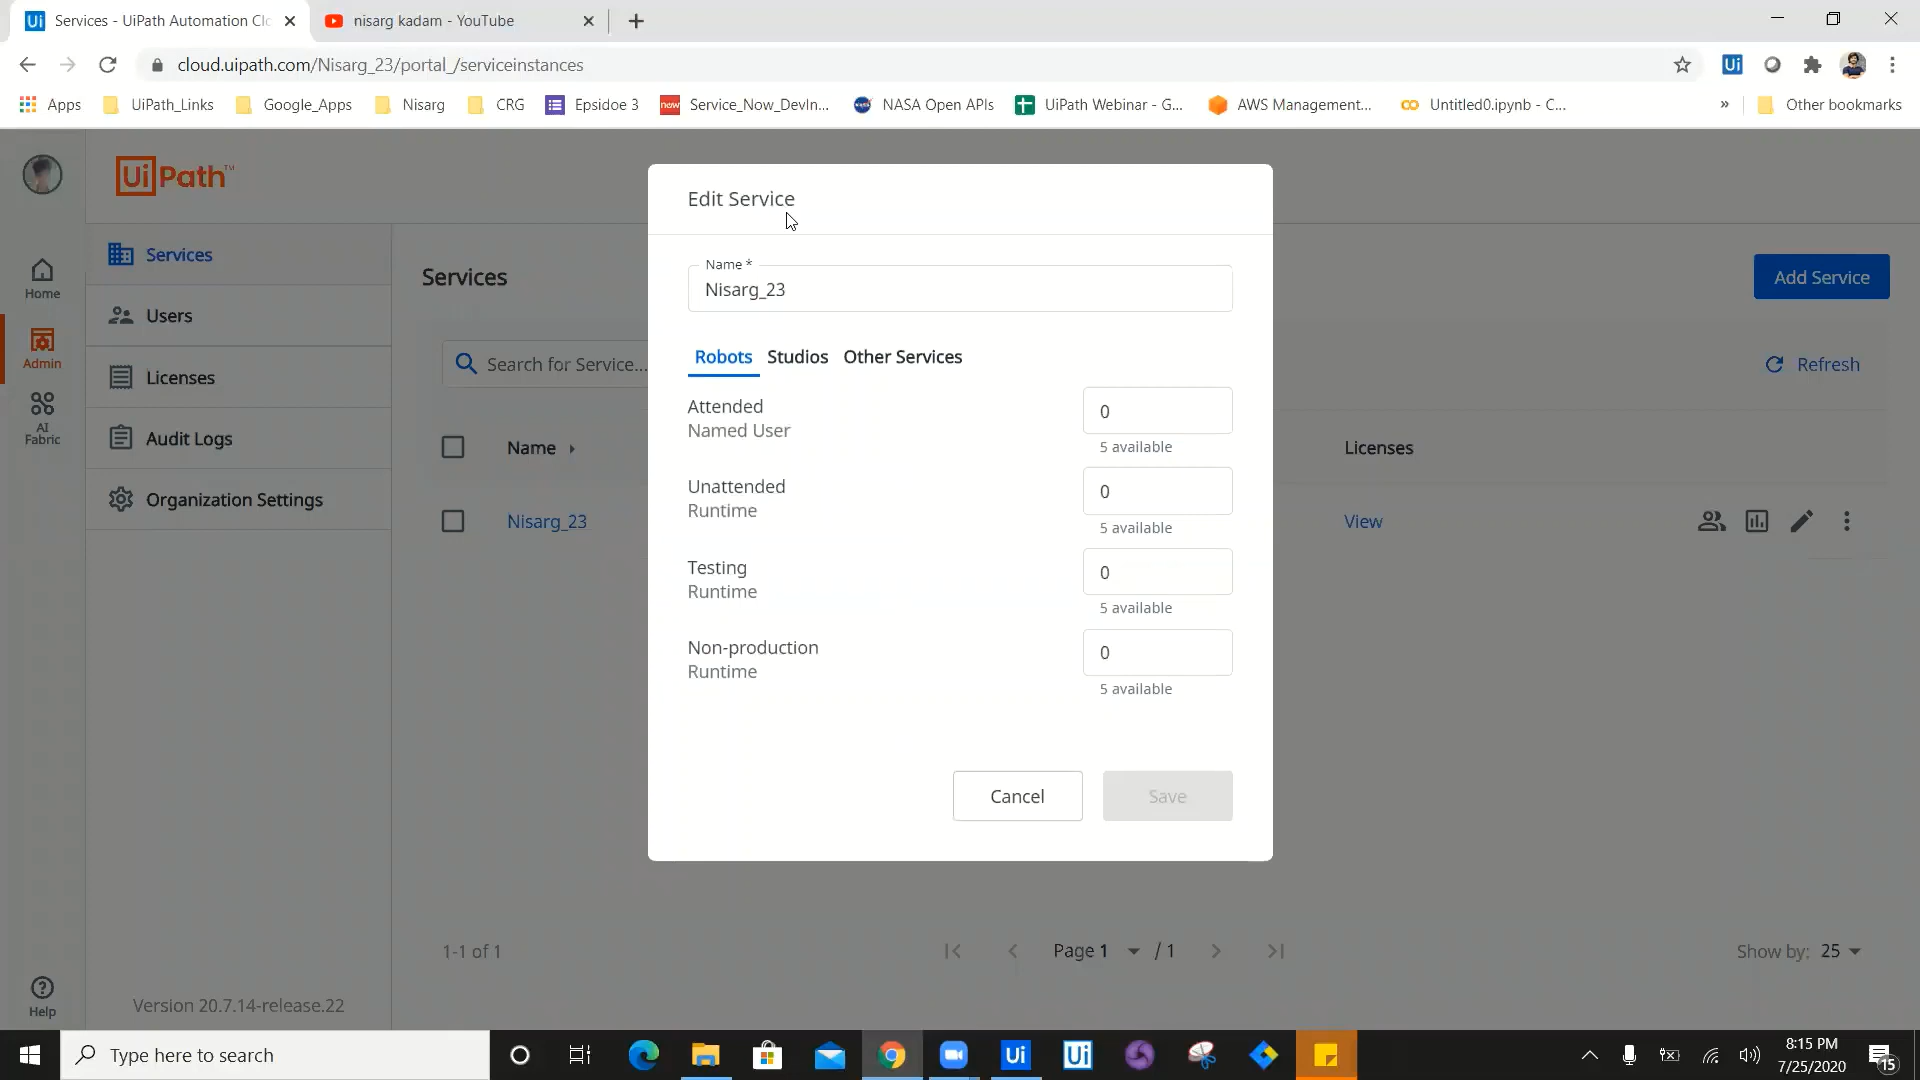 Services - UiPath Automation Clo
nisarg kadam - YouTube
cloud.uipath.com/Nisarg_23/portal_/serviceinstances
Apps
UiPath_Links
Google_Apps
Nisarg
CRG
Epsidoe 3
Service_Now_DevIn...
NASA Open APIs
UiPath Webinar - G...
AWS Management...
Untitled0.ipynb - C...
»
Other bookmarks
UiPath™
Home
Admin
AI
Fabric
Help
Services
Users
Licenses
Audit Logs
Organization Settings
Version 20.7.14-release.22
Services
Add Service
Search for Service...
Refresh
Name
Licenses
Nisarg_23
View
Edit Service
Name *
Nisarg_23
Robots
Studios
Other Services
Attended
Named User
0
5 available
Unattended
Runtime
0
5 available
Testing
Runtime
0
5 available
Non-production
Runtime
0
5 available
Cancel
Save
1-1 of 1
Page 1
/ 1
Show by: 25
Type here to search
8:15 PM
7/25/2020
15